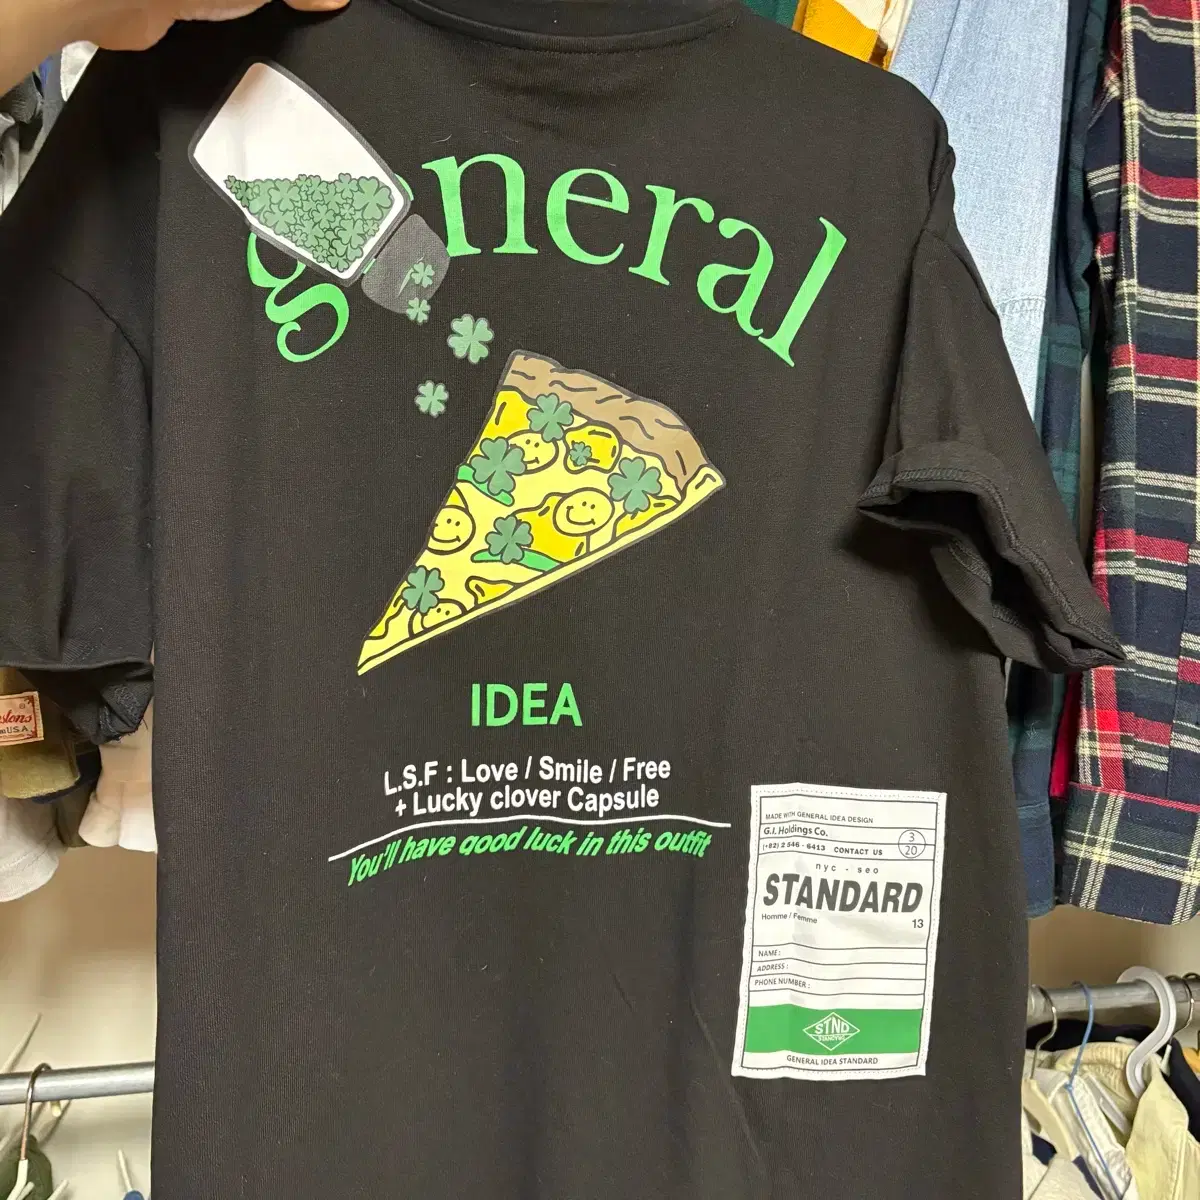 general
IDEA
L.S.F : Love / Smile / Free
+ Lucky clover Capsule
You'll have good luck in this outfit
MADE WITH GENERAL IDEA DESIGN
G.I. Holdings Co.
(+82) 2 546 - 6413 CONTACT US
3
20
nyc - seo
STANDARD
Homme / Femme
13
NAME :
ADDRESS :
PHONE NUMBER :
STND
GENERAL IDEA STANDARD
U.S.A.